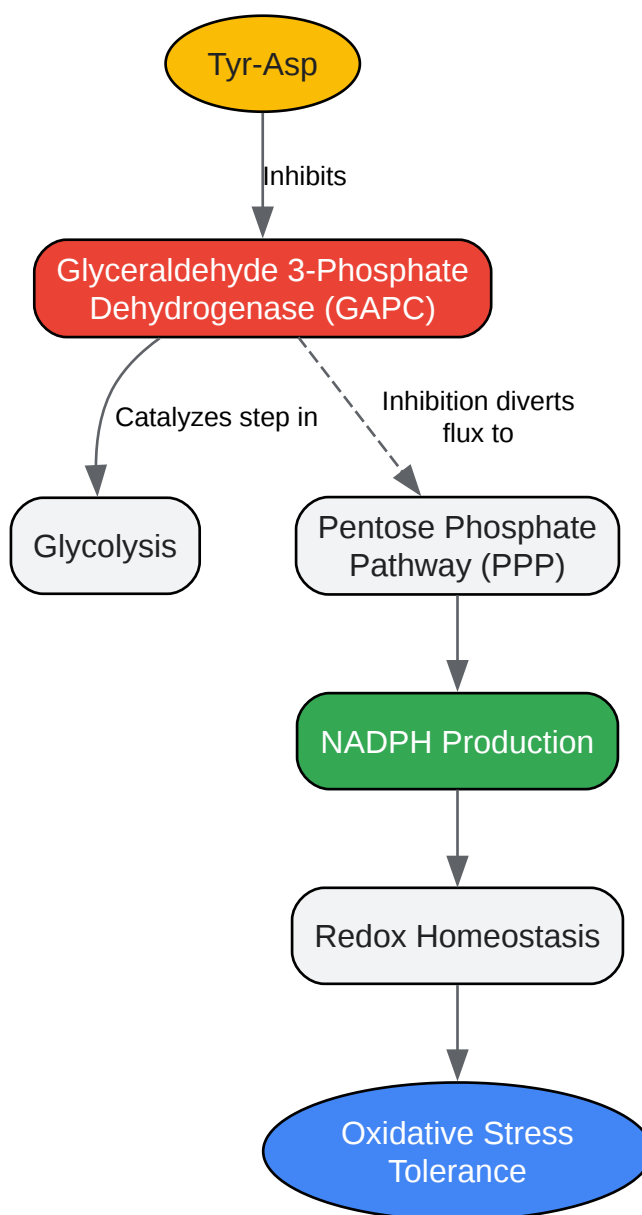 Tyr-Asp
Inhibits
Glyceraldehyde 3-Phosphate
Dehydrogenase (GAPC)
Catalyzes step in
Inhibition diverts
flux to
Glycolysis
Pentose Phosphate
Pathway (PPP)
NADPH Production
Redox Homeostasis
Oxidative Stress
Tolerance